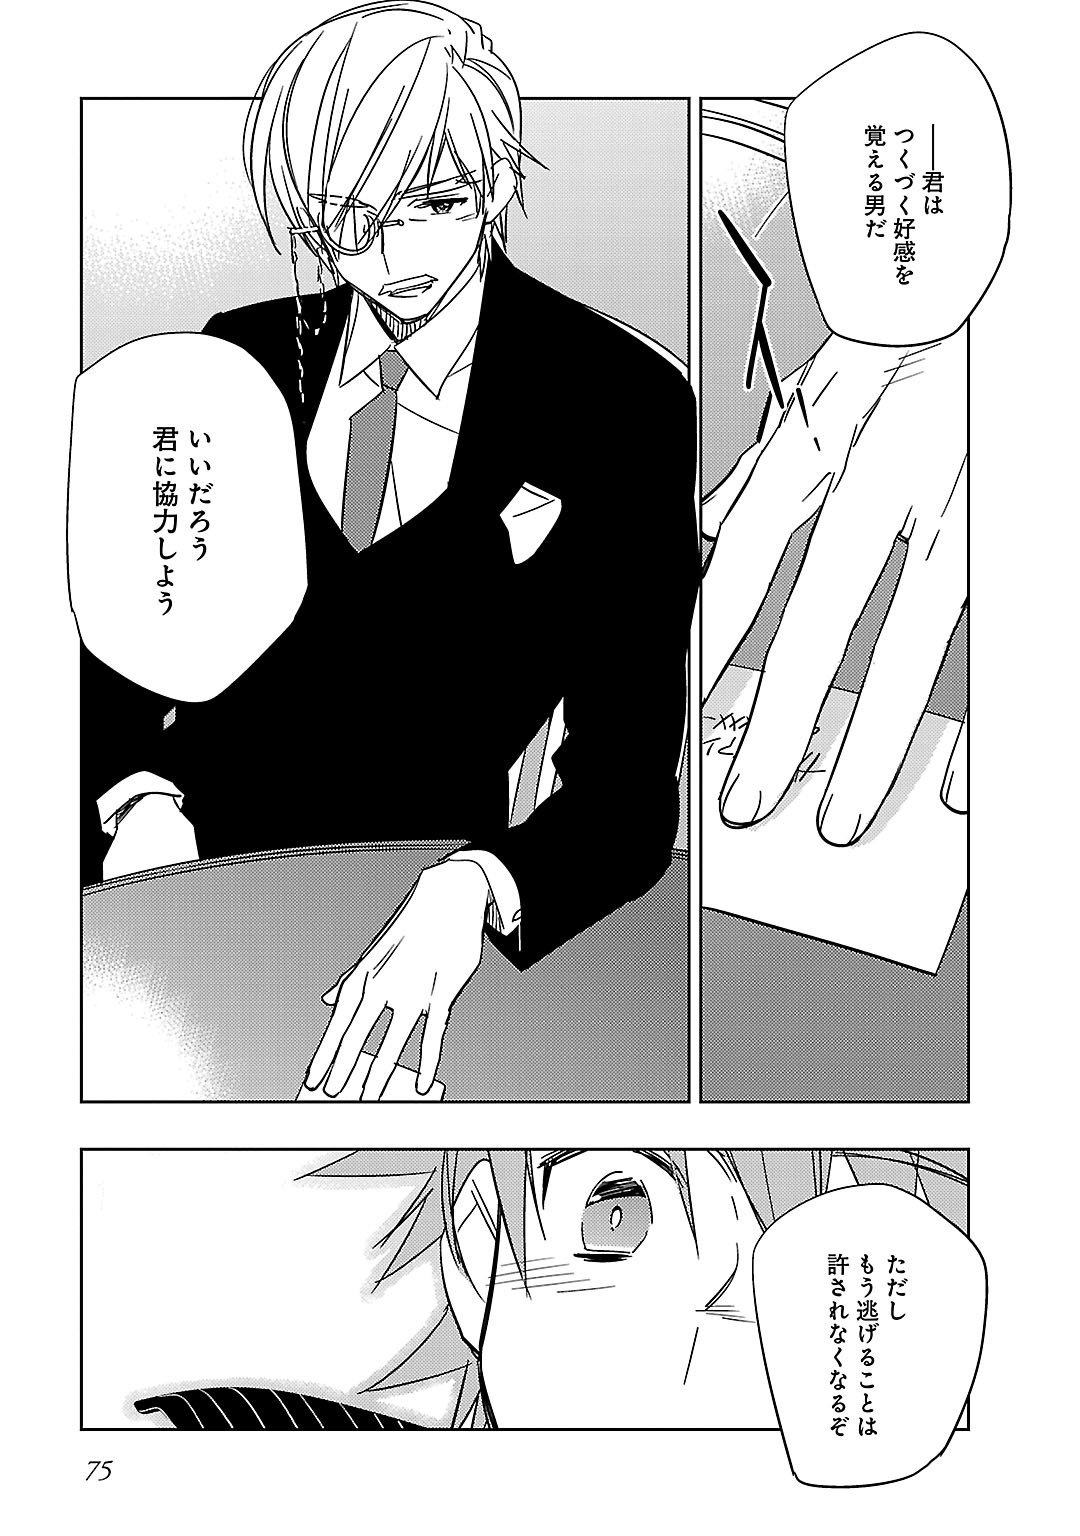 ――君は
つくづく好感を
覚える男だ
いいだろう
君に協力しよう
ただし
もう逃げることは
許されなくなるぞ
75